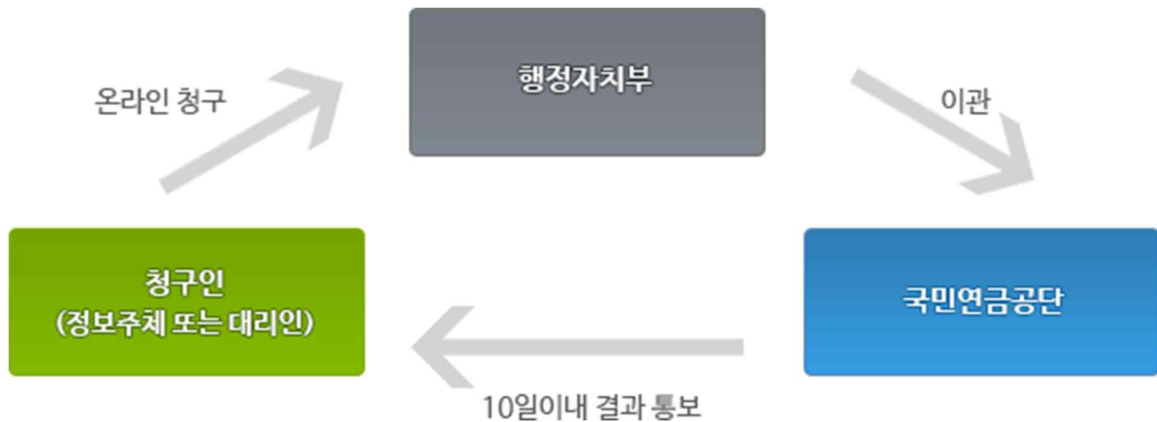 행정자치부
온라인 청구
이관
청구인
(정보주체 또는 대리인)
국민연금공단
10일이내 결과 통보